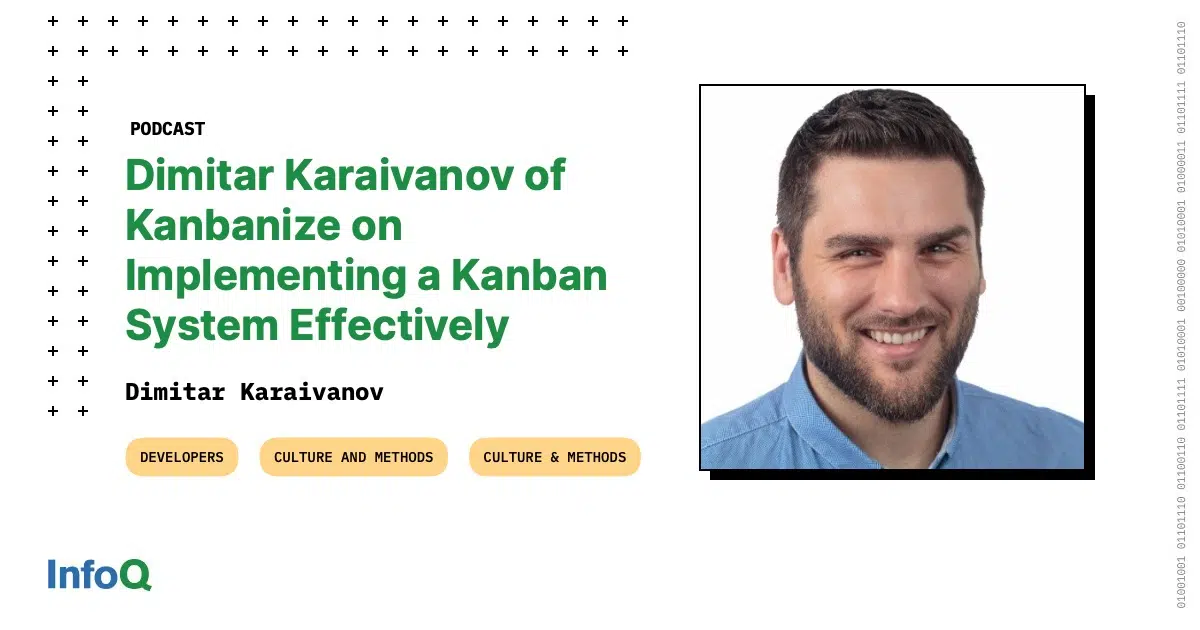 PODCAST
Dimitar Karaivanov of
Kanbanize on
Implementing a Kanban
System Effectively
Dimitar Karaivanov
DEVELOPERS
CULTURE AND METHODS
CULTURE & METHODS
InfoQ
01001001 01101110 01100110 01101111 01010001 00100000 01010001 01000011 01101111 01101110